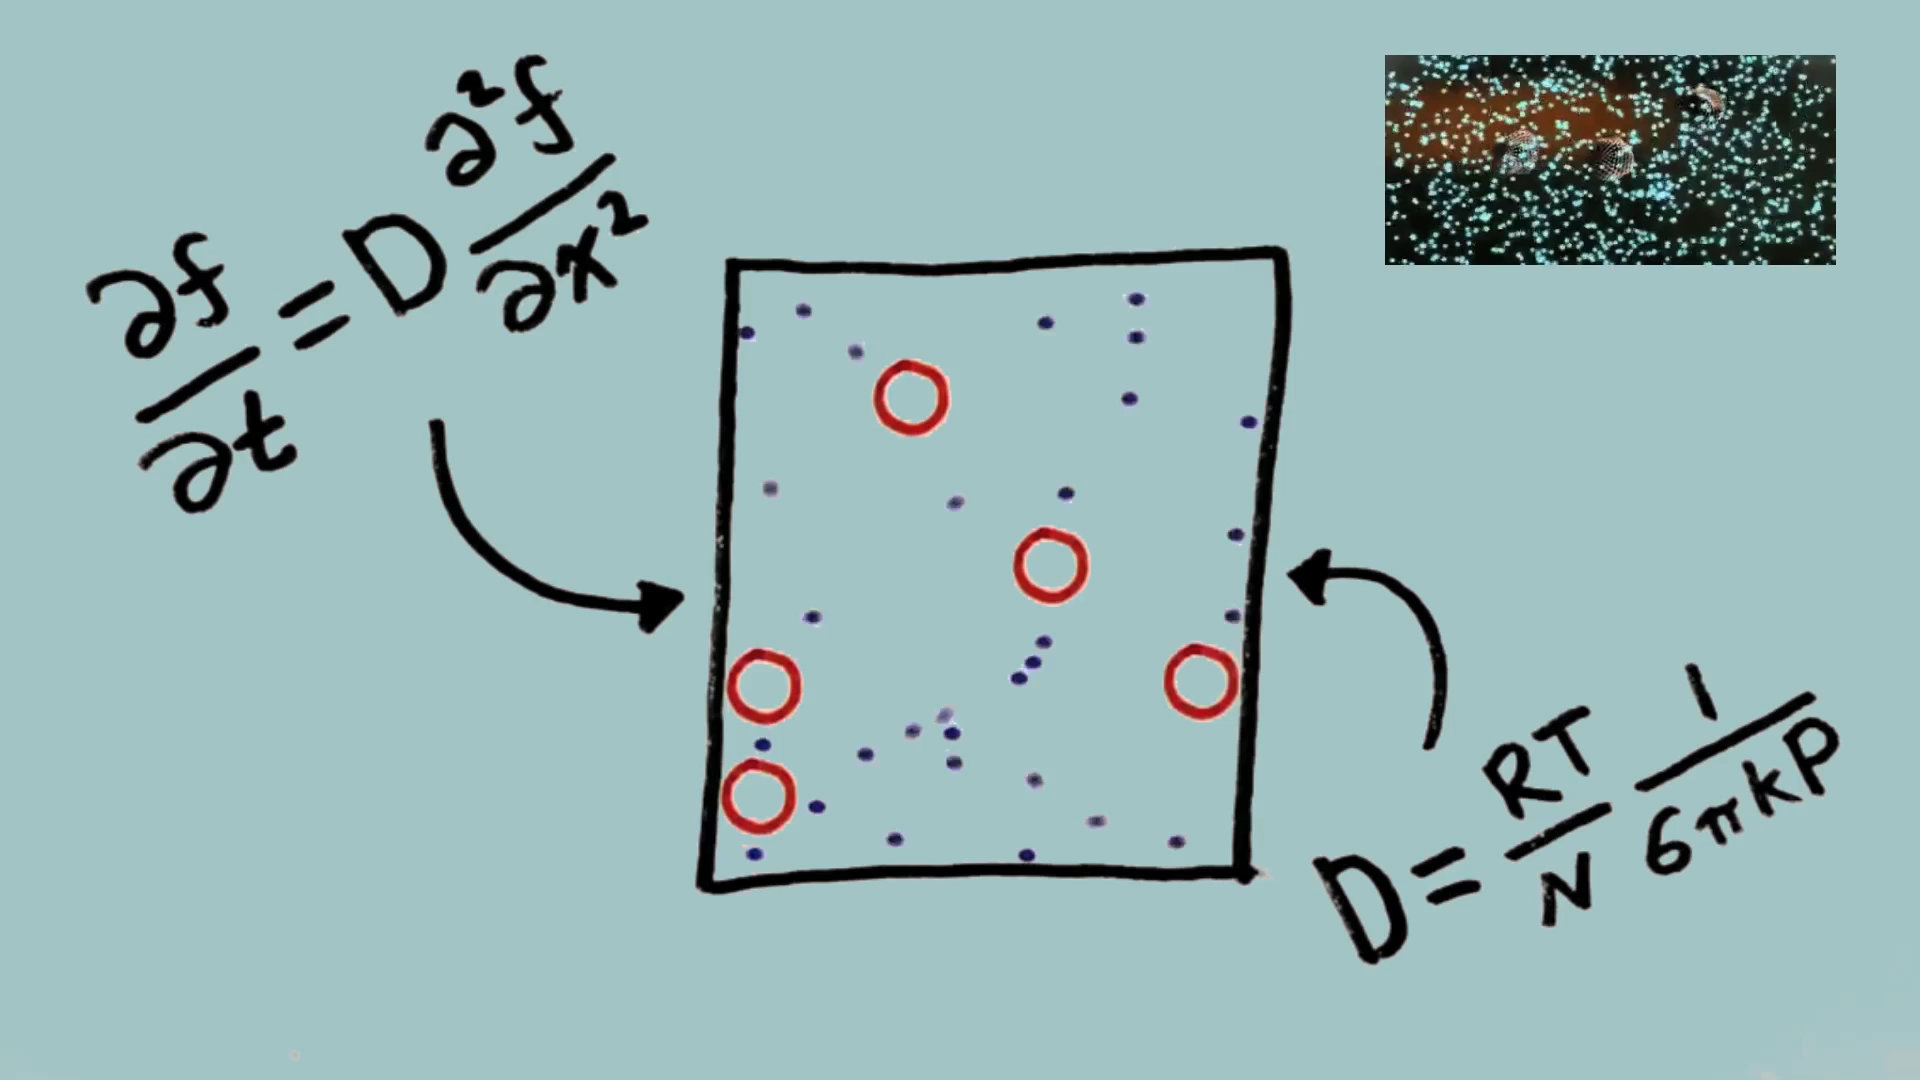 ∂f/∂t = D ∂²f/∂x²
D = RT/N 1/6πkP